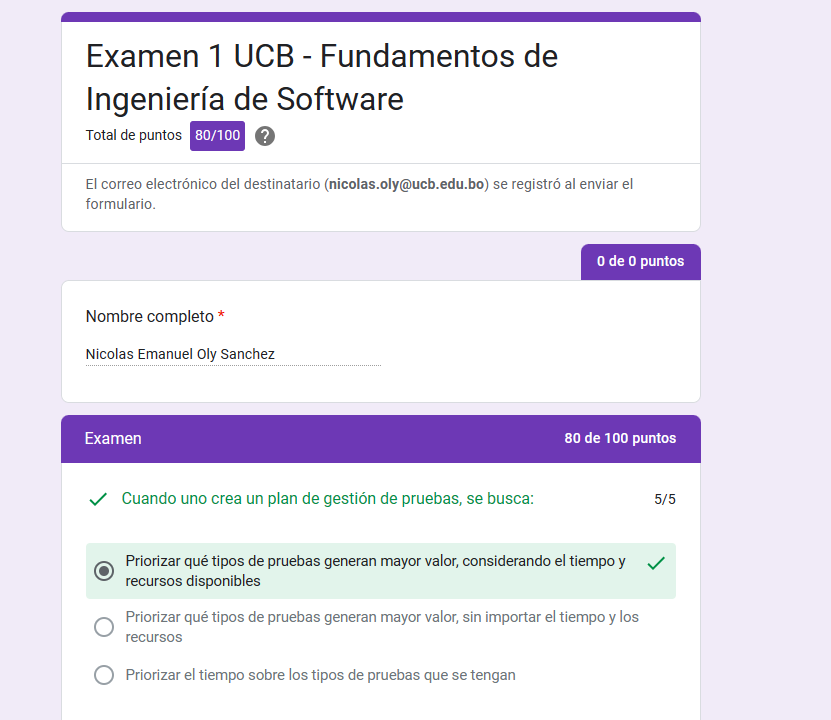 Examen 1 UCB - Fundamentos de
Ingeniería de Software
Total de puntos 80/100 ?
El correo electrónico del destinatario (nicolas.oly@ucb.edu.bo) se registró al enviar el
formulario.
0 de 0 puntos
Nombre completo *
Nicolas Emanuel Oly Sanchez
Examen 80 de 100 puntos
Cuando uno crea un plan de gestión de pruebas, se busca: 5/5
Priorizar qué tipos de pruebas generan mayor valor, considerando el tiempo y
recursos disponibles
Priorizar qué tipos de pruebas generan mayor valor, sin importar el tiempo y los
recursos
Priorizar el tiempo sobre los tipos de pruebas que se tengan